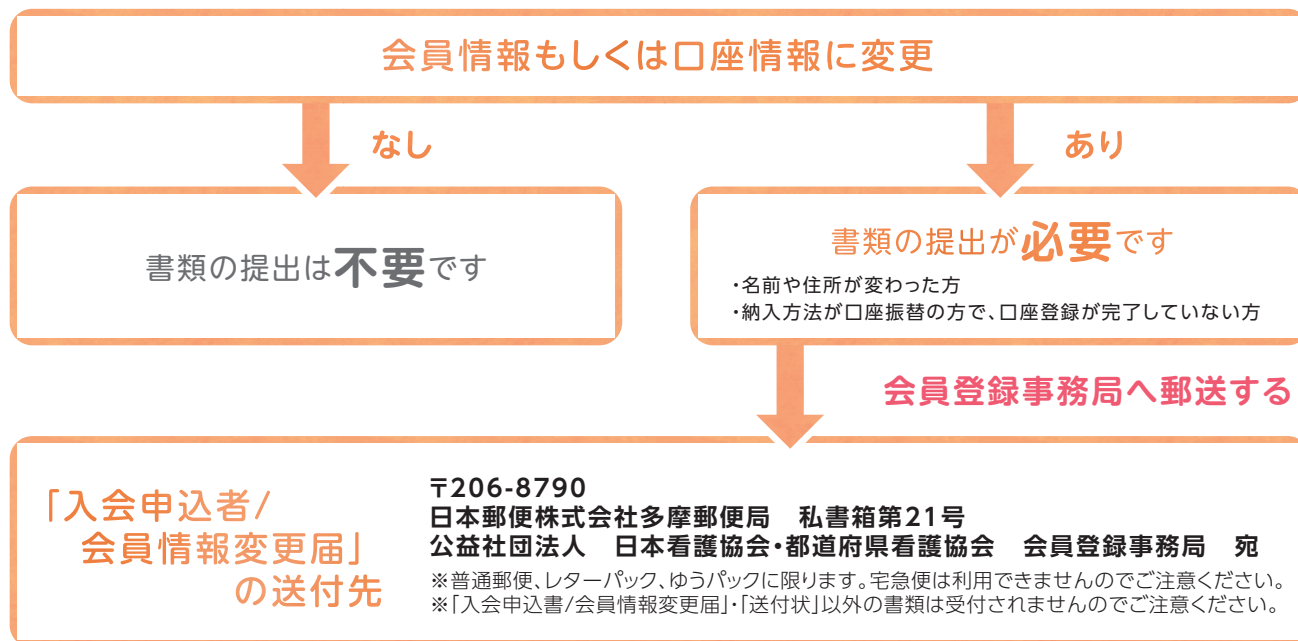 会員情報もしくは口座情報に変更
なし
あり
書類の提出は不要です
書類の提出が必要です
・名前や住所が変わった方
・納入方法が口座振替の方で、口座登録が完了していない方
会員登録事務局へ郵送する
「入会申込者/
会員情報変更届」
の送付先
〒206-8790
日本郵便株式会社多摩郵便局　私書箱第21号
公益社団法人　日本看護協会・都道府県看護協会　会員登録事務局　宛
※普通郵便、レターパック、ゆうパックに限ります。宅急便は利用できませんのでご注意ください。
※「入会申込書/会員情報変更届」・「送付状」以外の書類は受付されませんのでご注意ください。